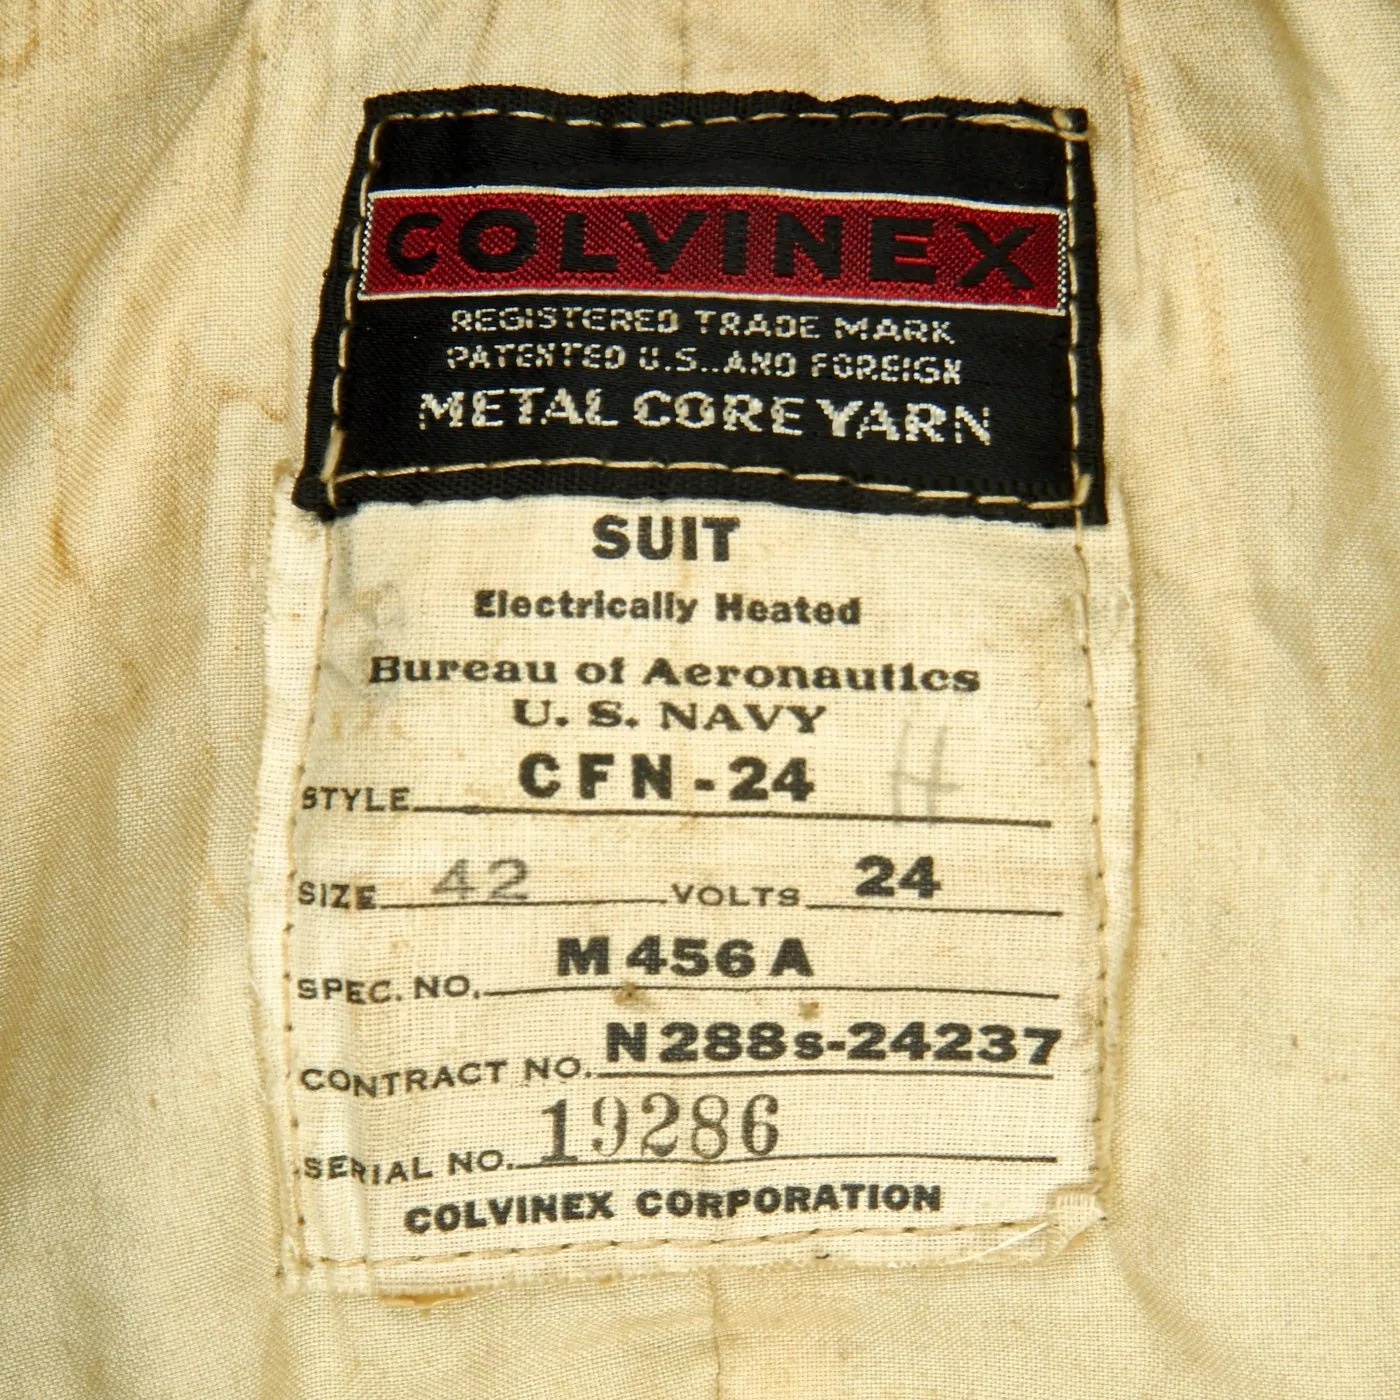 COLVINEX
REGISTERED TRADE MARK
PATENTED U.S. AND FOREIGN
METAL CORE YARN
SUIT
Electrically Heated
Bureau of Aeronautics
U. S. NAVY
STYLE CFN-24 H
SIZE 42 VOLTS 24
SPEC. NO. M456A
CONTRACT NO. N288s-24237
SERIAL NO. 19286
COLVINEX CORPORATION